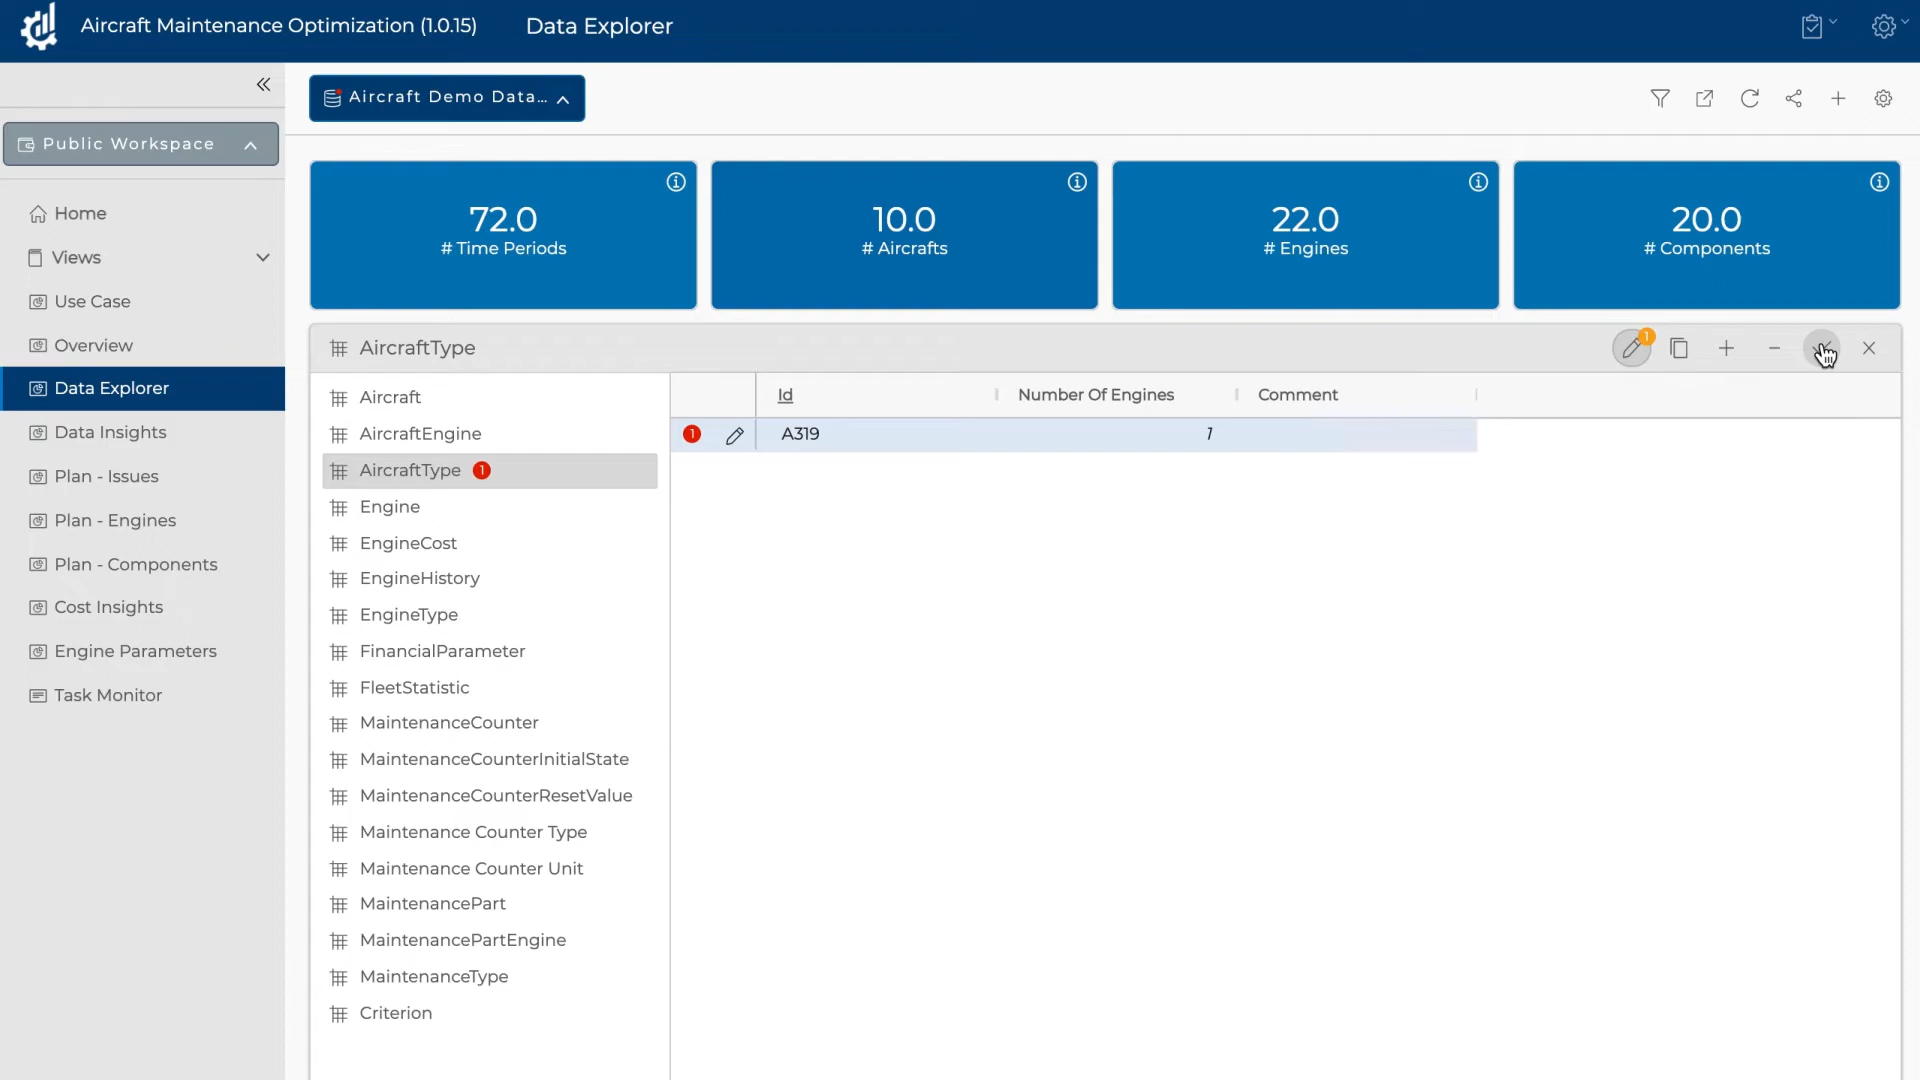 Aircraft Maintenance Optimization (1.0.15)
Data Explorer
Aircraft Demo Data...
Public Workspace
Home
Views
Use Case
Overview
Data Explorer
Data Insights
Plan - Issues
Plan - Engines
Plan - Components
Cost Insights
Engine Parameters
Task Monitor
72.0
# Time Periods
10.0
# Aircrafts
22.0
# Engines
20.0
# Components
AircraftType
1
Aircraft
AircraftEngine
AircraftType 1
Engine
EngineCost
EngineHistory
EngineType
FinancialParameter
FleetStatistic
MaintenanceCounter
MaintenanceCounterInitialState
MaintenanceCounterResetValue
Maintenance Counter Type
Maintenance Counter Unit
MaintenancePart
MaintenancePartEngine
MaintenanceType
Criterion
Id Number Of Engines Comment
1 A319 1